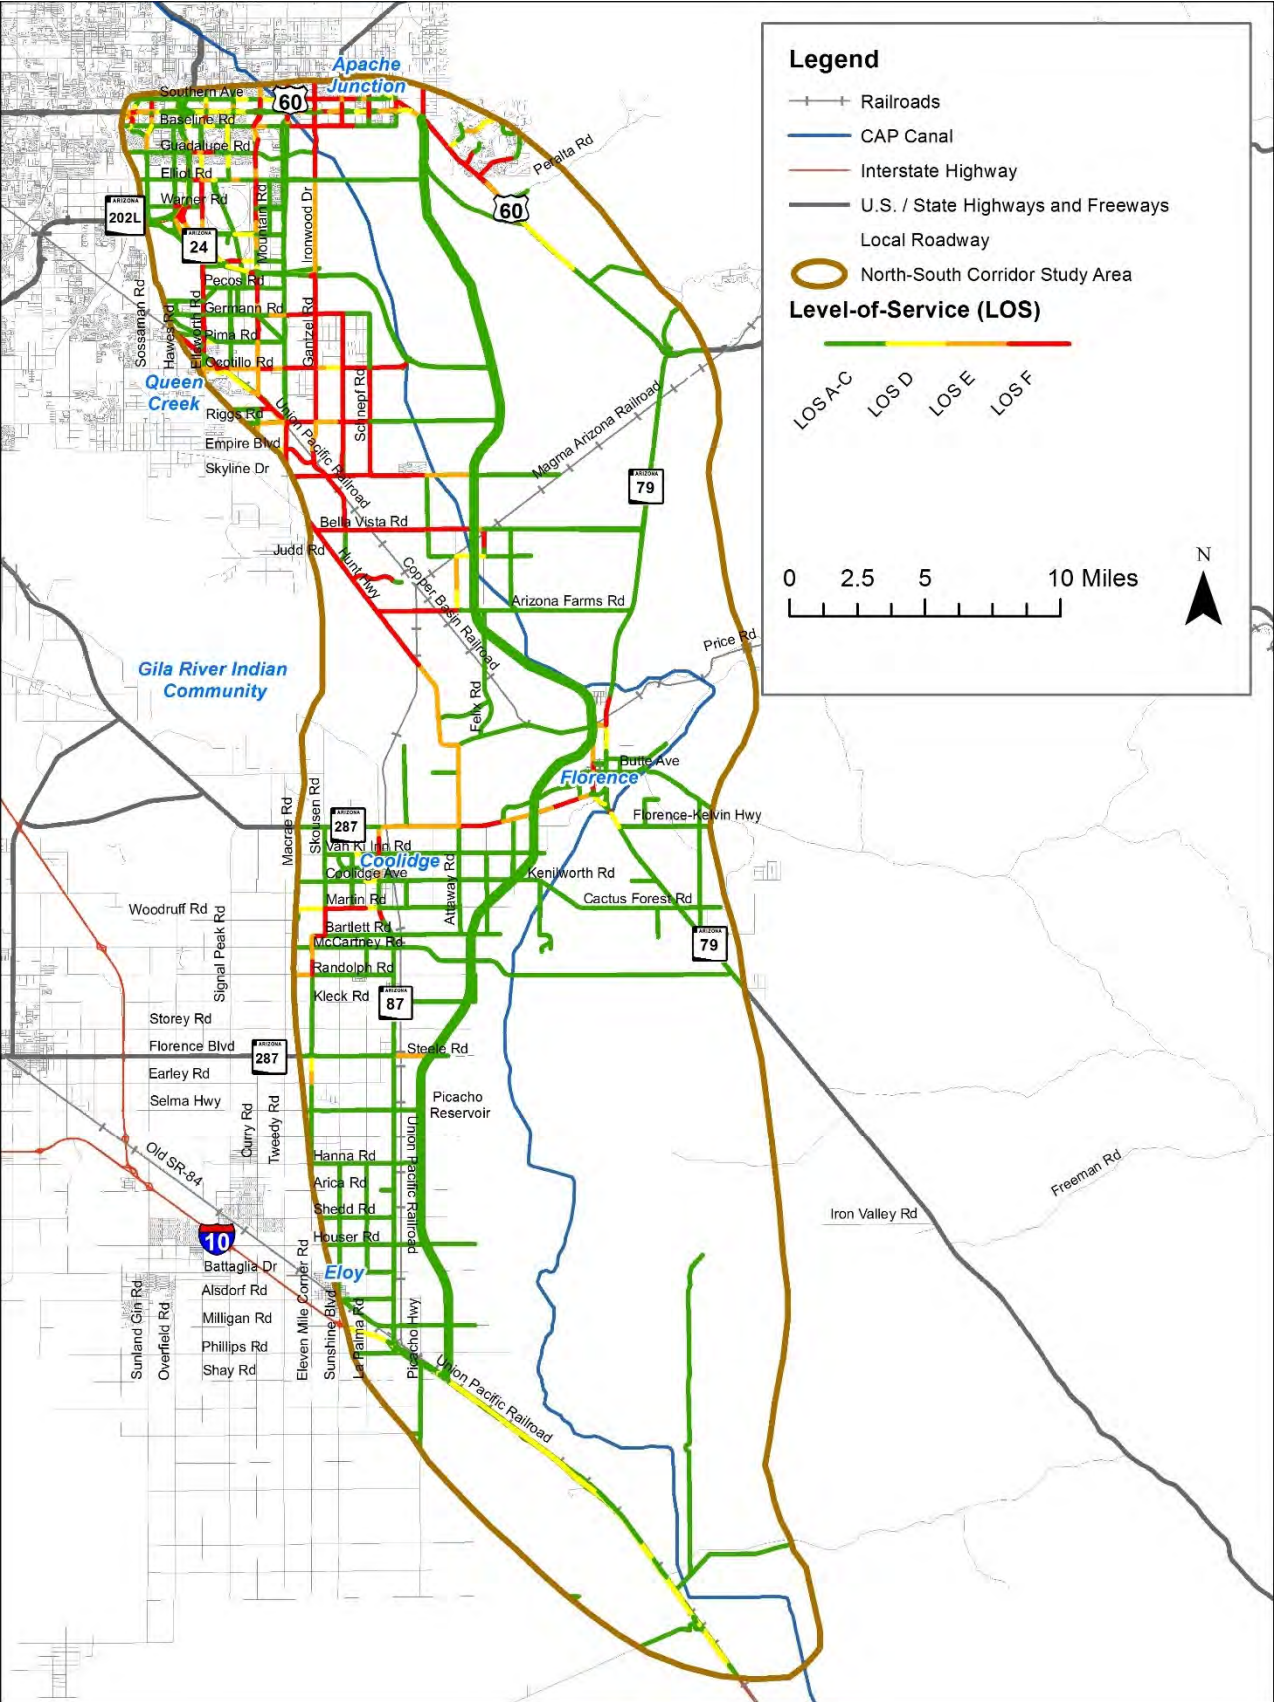 Legend
Railroads
CAP Canal
Interstate Highway
U.S. / State Highways and Freeways
Local Roadway
North-South Corridor Study Area
Level-of-Service (LOS)
LOS A-C
LOS D
LOS E
LOS F
N
0 2.5 5 10 Miles
Apache
Junction
Southern Ave
60
Baseline Rd
Guadalupe Rd
Peralta Rd
Elliot Rd
Warner Rd
ARIZONA
202L
60
ARIZONA
24
Mountain Rd
Ironwood Dr
Pecos Rd
Sossaman Rd
Hawes Rd
Ellsworth Rd
Germann Rd
Gantzel Rd
Pima Rd
Ocotillo Rd
Schnepf Rd
Queen
Creek
Riggs Rd
Union Pacific Railroad
Magma Arizona Railroad
Empire Blvd
Skyline Dr
ARIZONA
79
Bella Vista Rd
Judd Rd
Hunt Hwy
Copper Basin Railroad
Arizona Farms Rd
Price Rd
Gila River Indian
Community
Felix Rd
Butte Ave
Florence
Macrae Rd
Skousen Rd
ARIZONA
287
Florence-Kelvin Hwy
Van Ki Inn Rd
Coolidge
Coolidge Ave
Attaway Rd
Kenilworth Rd
Martin Rd
Cactus Forest Rd
Woodruff Rd
Signal Peak Rd
Bartlett Rd
McCartney Rd
ARIZONA
79
Randolph Rd
Kleck Rd
ARIZONA
87
Storey Rd
Florence Blvd
ARIZONA
287
Steele Rd
Earley Rd
Selma Hwy
Picacho
Reservoir
Curry Rd
Tweedy Rd
Union Pacific Railroad
Old SR-84
Hanna Rd
Arica Rd
Shedd Rd
Freeman Rd
Iron Valley Rd
10
Houser Rd
Battaglia Dr
Eloy
Alsdorf Rd
Milligan Rd
Phillips Rd
Shay Rd
Sunland Gin Rd
Overfield Rd
Eleven Mile Corner Rd
Sunshine Blvd
La Palma Rd
Picacho Hwy
Union Pacific Railroad